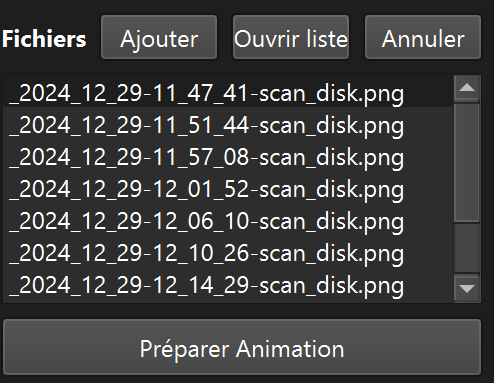 Fichiers Ajouter Ouvrir liste Annuler
_2024_12_29-11_47_41-scan_disk.png
_2024_12_29-11_51_44-scan_disk.png
_2024_12_29-11_57_08-scan_disk.png
_2024_12_29-12_01_52-scan_disk.png
_2024_12_29-12_06_10-scan_disk.png
_2024_12_29-12_10_26-scan_disk.png
_2024_12_29-12_14_29-scan_disk.png
Préparer Animation